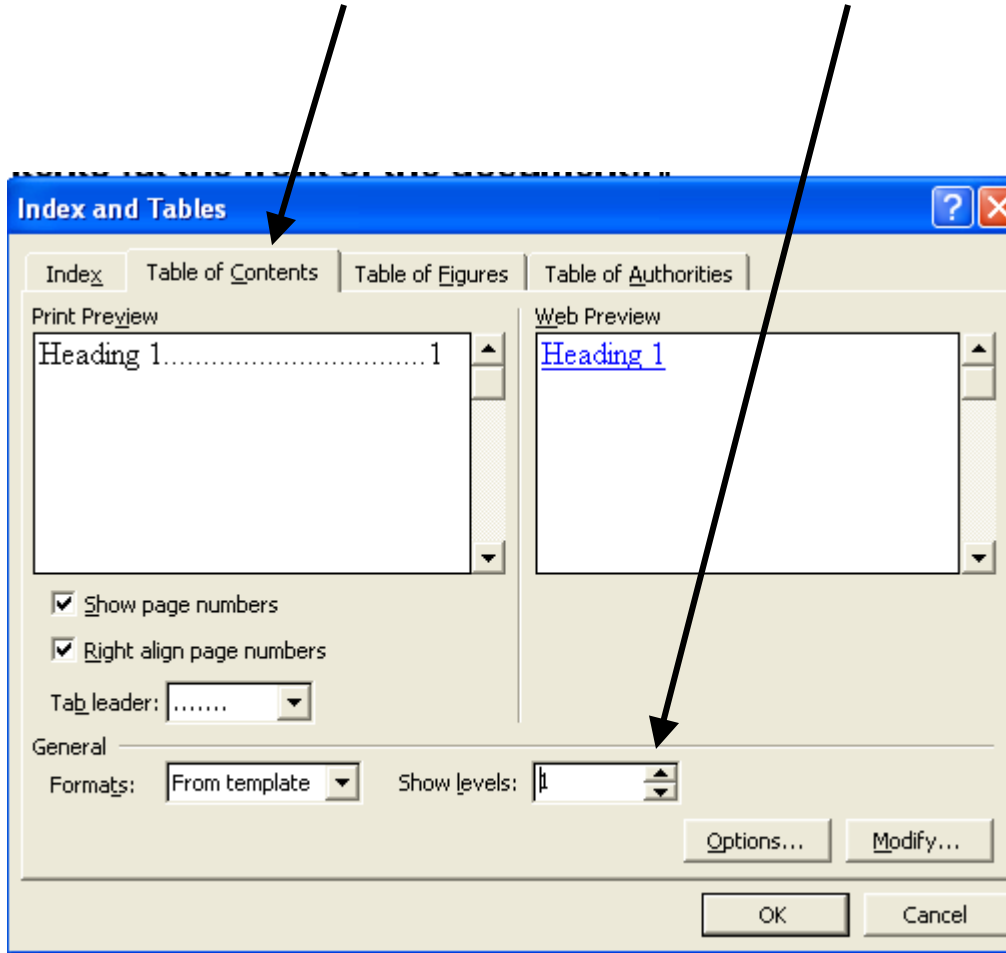 Index and Tables
Index Table of Contents Table of Figures Table of Authorities
Print Preview Web Preview
Heading 1..............................1 Heading 1
Show page numbers
Right align page numbers
Tab leader: .......
General
Formats: From template Show levels: 1
Options... Modify...
OK Cancel